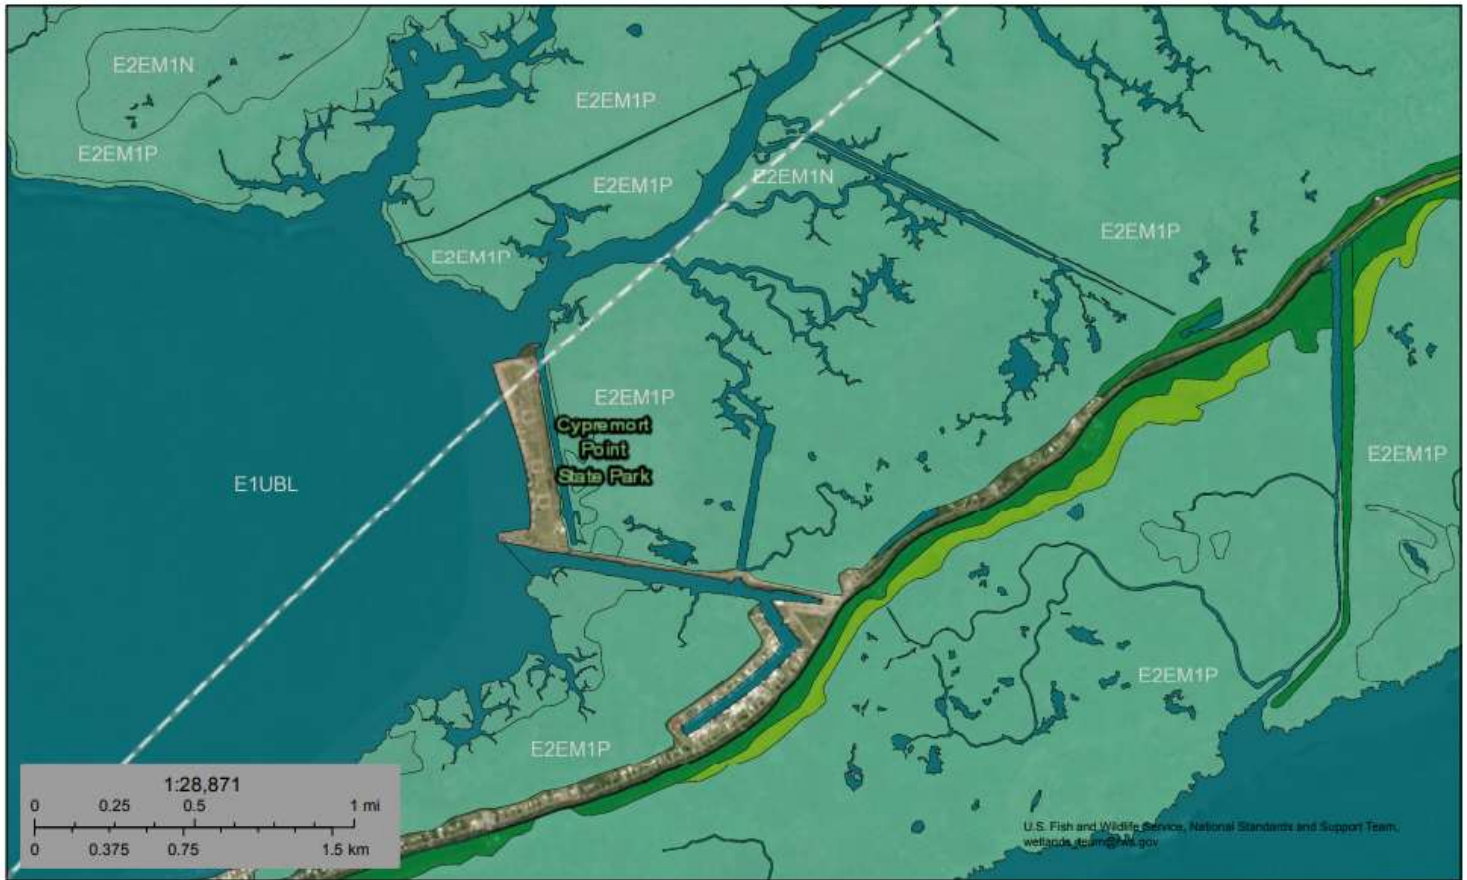 E2EM1N
E2EM1P
E2EM1P
E2EM1P
E2EM1N
E2EM1P
E2EM1P
E2EM1P
Cypremort
Point
State Park
E2EM1P
E1UBL
E2EM1P
E2EM1P
1:28,871
0 0.25 0.5 1 mi
0 0.375 0.75 1.5 km
U.S. Fish and Wildlife Service, National Standards and Support Team,
wetlands_team@fws.gov